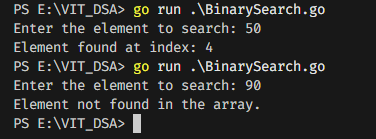 PS E:\VIT_DSA> go run .\BinarySearch.go
Enter the element to search: 50
Element found at index: 4
PS E:\VIT_DSA> go run .\BinarySearch.go
Enter the element to search: 90
Element not found in the array.
PS E:\VIT_DSA>